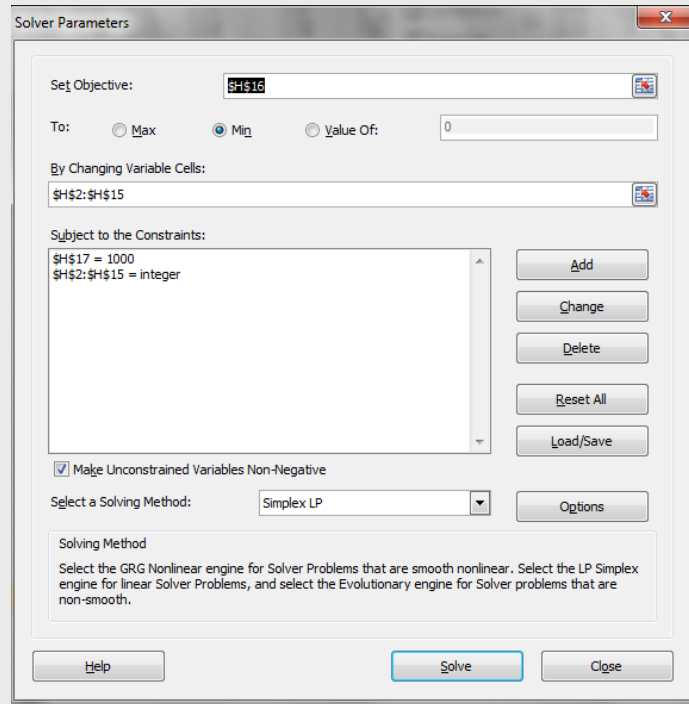 Solver Parameters
x
Set Objective:
$H$16
To:
Max
Min
Value Of:
0
By Changing Variable Cells:
$H$2:$H$15
Subject to the Constraints:
$H$17 = 1000
$H$2:$H$15 = integer
Add
Change
Delete
Reset All
Load/Save
Make Unconstrained Variables Non-Negative
Select a Solving Method:
Simplex LP
Options
Solving Method
Select the GRG Nonlinear engine for Solver Problems that are smooth nonlinear. Select the LP Simplex
engine for linear Solver Problems, and select the Evolutionary engine for Solver problems that are
non-smooth.
Help
Solve
Close